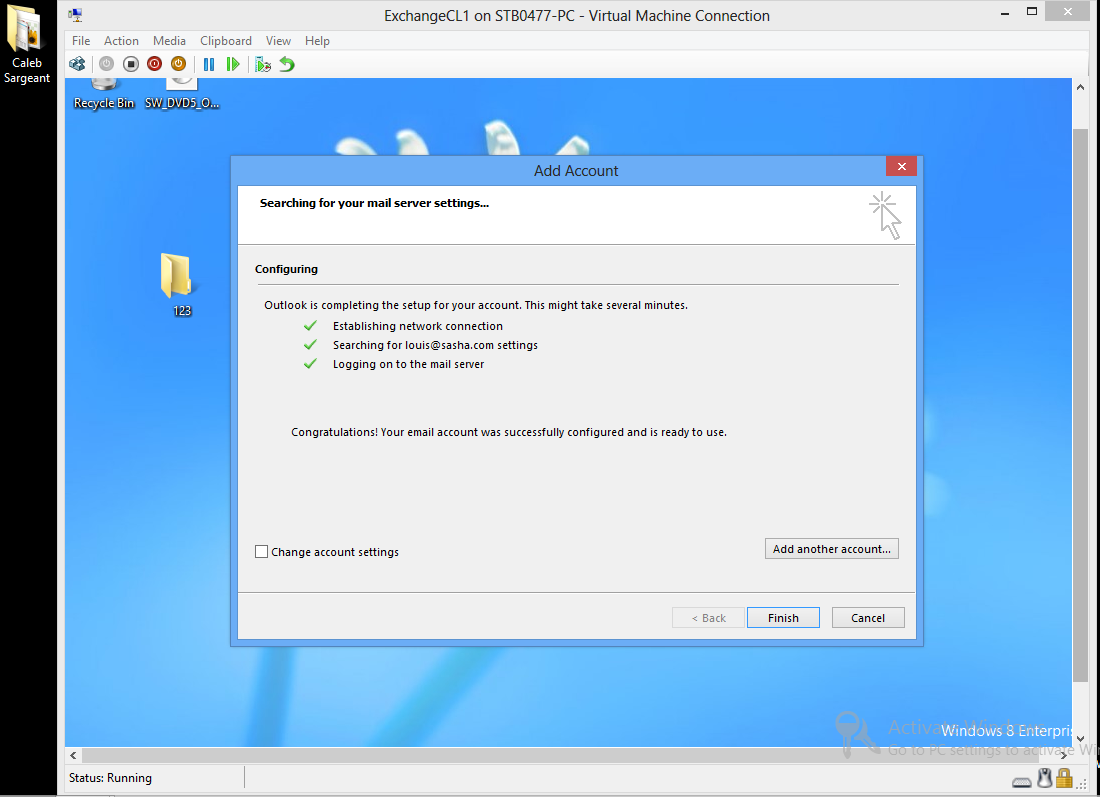 Caleb
Sargeant
ExchangeCL1 on STB0477-PC - Virtual Machine Connection
File Action Media Clipboard View Help
Recycle Bin SW_DVD5_O...
123
Add Account
Searching for your mail server settings...
Configuring
Outlook is completing the setup for your account. This might take several minutes.
Establishing network connection
Searching for louis@sasha.com settings
Logging on to the mail server
Congratulations! Your email account was successfully configured and is ready to use.
Change account settings
Add another account...
< Back Finish Cancel
Activate Windows
Windows 8 Enterpris
Go to PC settings to activate Wi
Status: Running